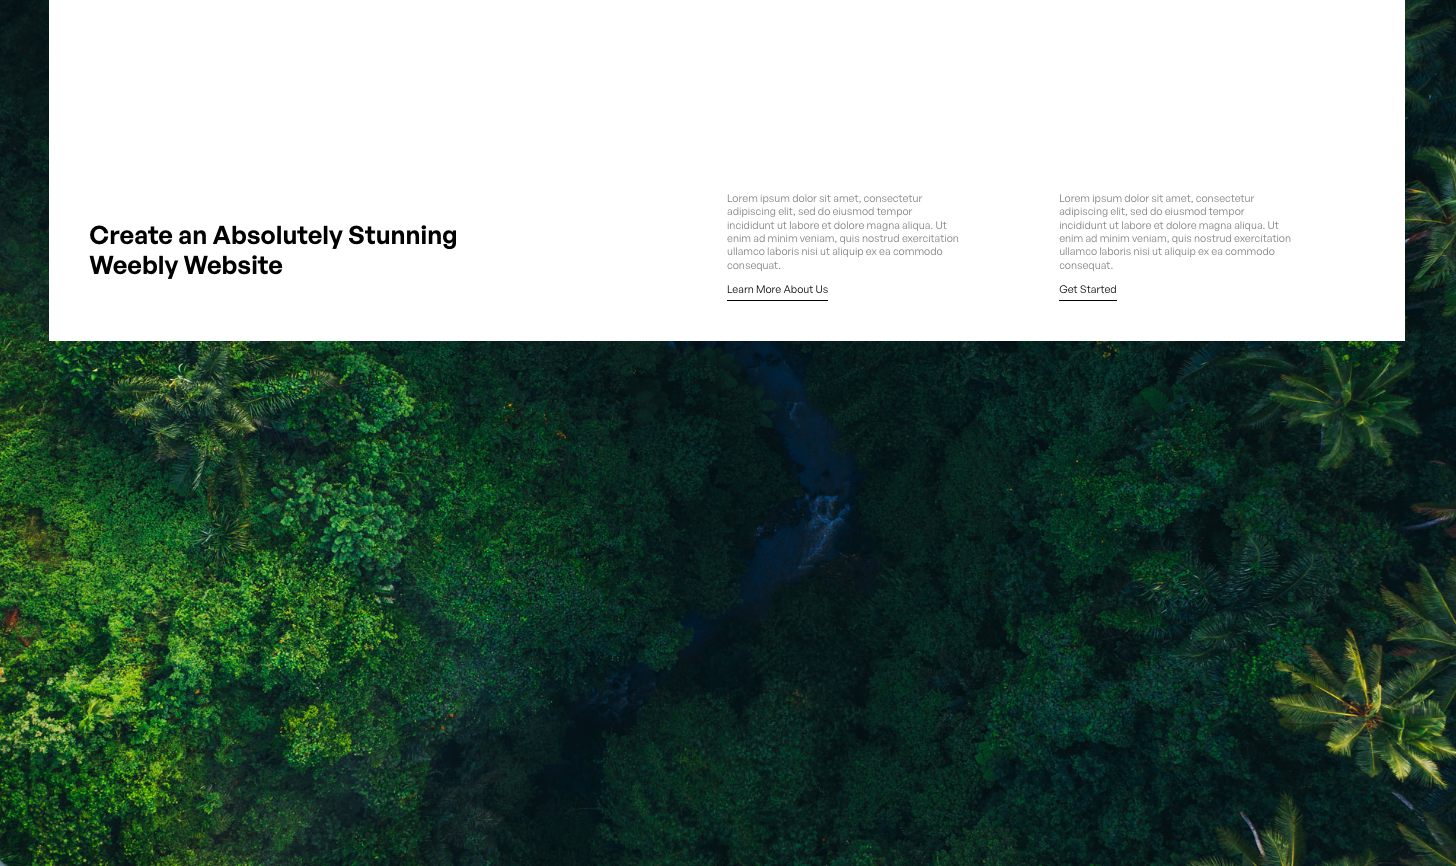 Create an Absolutely Stunning
Weebly Website
Lorem ipsum dolor sit amet, consectetur
adipiscing elit, sed do eiusmod tempor
incididunt ut labore et dolore magna aliqua. Ut
enim ad minim veniam, quis nostrud exercitation
ullamco laboris nisi ut aliquip ex ea commodo
consequat.
Learn More About Us
Lorem ipsum dolor sit amet, consectetur
adipiscing elit, sed do eiusmod tempor
incididunt ut labore et dolore magna aliqua. Ut
enim ad minim veniam, quis nostrud exercitation
ullamco laboris nisi ut aliquip ex ea commodo
consequat.
Get Started